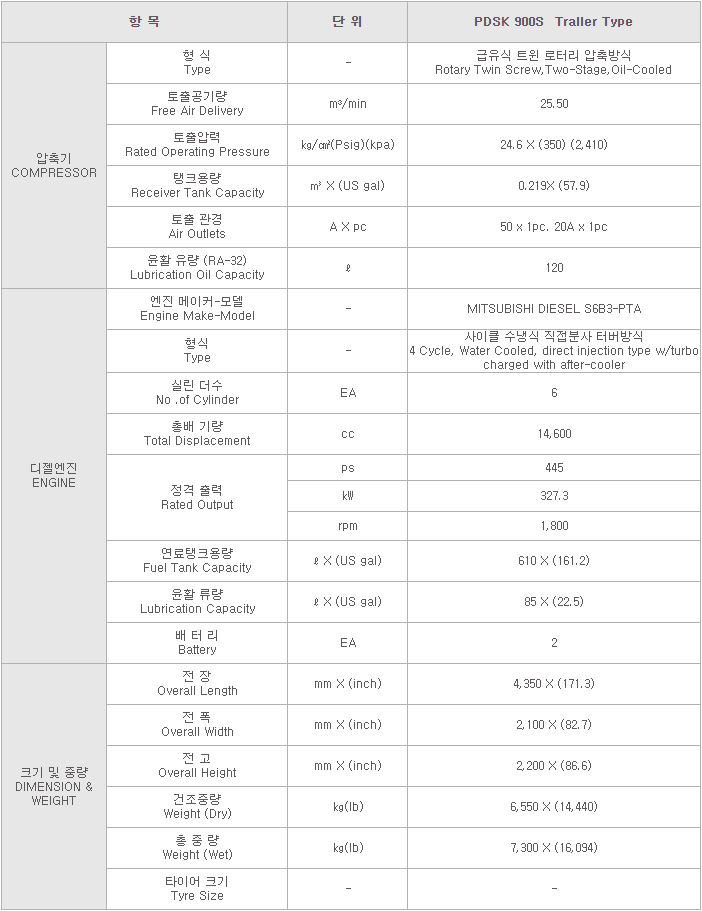 항 목
단 위
PDSK 900S Traller Type
압축기
COMPRESSOR
형 식
Type
-
급유식 트윈 로터리 압축방식
Rotary Twin Screw,Two-Stage,Oil-Cooled
토출공기량
Free Air Delivery
m³/min
25.50
토출압력
Rated Operating Pressure
㎏/㎠(Psig)(kpa)
24.6 X (350) (2,410)
탱크용량
Receiver Tank Capacity
㎥ X (US gal)
0.219X (57.9)
토출 관경
Air Outlets
A X pc
50 x 1pc. 20A x 1pc
윤활 유량 (RA-32)
Lubrication Oil Capacity
ℓ
120
디젤엔진
ENGINE
엔진 메이커-모델
Engine Make-Model
-
MITSUBISHI DIESEL S6B3-PTA
형식
Type
-
사이클 수냉식 직접분사 터버방식
4 Cycle, Water Cooled, direct injection type w/turbo
charged with after-cooler
실린 더수
No .of Cylinder
EA
6
총배 기량
Total Displacement
cc
14,600
정격 출력
Rated Output
ps
445
㎾
327.3
rpm
1,800
연료탱크용량
Fuel Tank Capacity
ℓ X (US gal)
610 X (161.2)
윤활 류량
Lubrication Capacity
ℓ X (US gal)
85 X (22.5)
배 터 리
Battery
EA
2
크기 및 중량
DIMENSION &
WEIGHT
전 장
Overall Length
mm X (inch)
4,350 X (171.3)
전 폭
Overall Width
mm X (inch)
2,100 X (82.7)
전 고
Overall Height
mm X (inch)
2,200 X (86.6)
건조중량
Weight (Dry)
㎏(lb)
6,550 X (14,440)
총 중 량
Weight (Wet)
㎏(lb)
7,300 X (16,094)
타이어 크기
Tyre Size
-
-